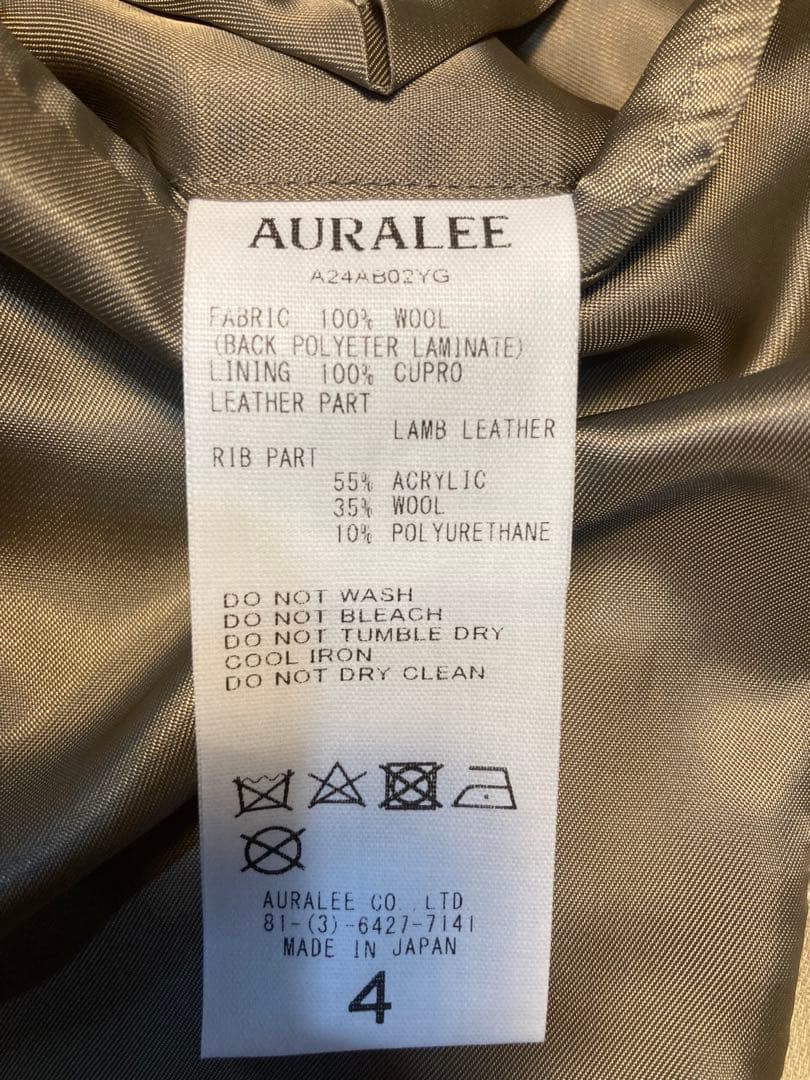 AURALEE
A24AB02YG
FABRIC 100% WOOL
(BACK POLYETER LAMINATE)
LINING 100% CUPRO
LEATHER PART
LAMB LEATHER
RIB PART
55% ACRYLIC
35% WOOL
10% POLYURETHANE
DO NOT WASH
DO NOT BLEACH
DO NOT TUMBLE DRY
COOL IRON
DO NOT DRY CLEAN
AURALEE CO.,LTD
81-(3)-6427-7141
MADE IN JAPAN
4